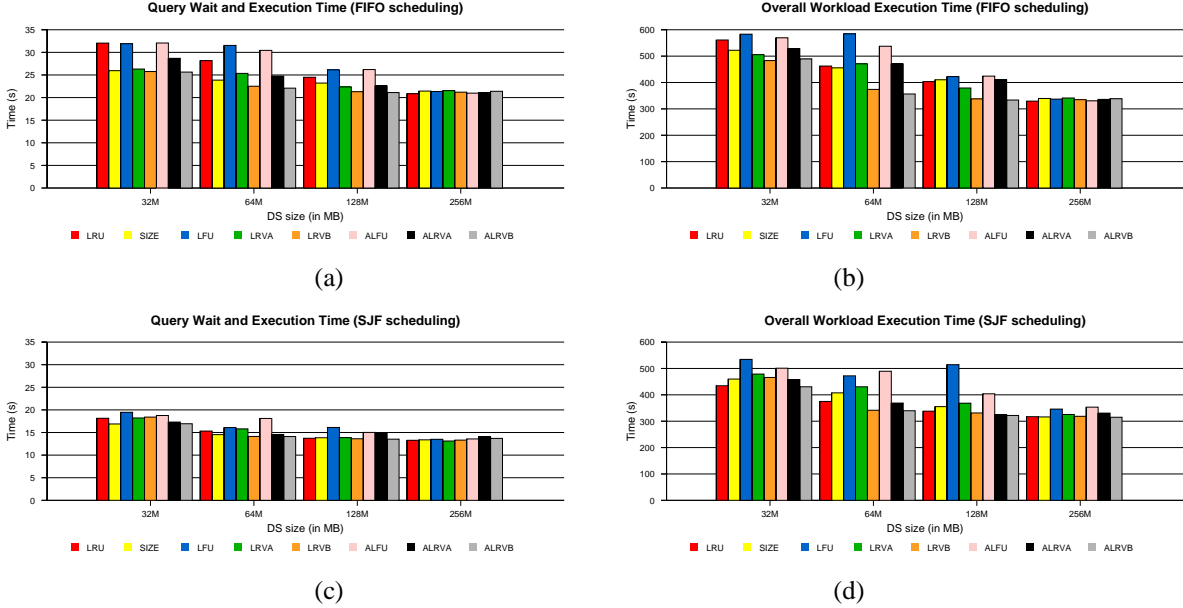 Query Wait and Execution Time (FIFO scheduling)
35
30
25
20
15
10
5
0
Time (s)
32M 64M 128M 256M
DS size (in MB)
LRU SIZE LFU LRVA LRVB ALFU ALRVA ALRVB
(a)
Overall Workload Execution Time (FIFO scheduling)
600
500
400
300
200
100
0
Time (s)
32M 64M 128M 256M
DS size (in MB)
LRU SIZE LFU LRVA LRVB ALFU ALRVA ALRVB
(b)
Query Wait and Execution Time (SJF scheduling)
35
30
25
20
15
10
5
0
Time (s)
32M 64M 128M 256M
DS size (in MB)
LRU SIZE LFU LRVA LRVB ALFU ALRVA ALRVB
(c)
Overall Workload Execution Time (SJF scheduling)
600
500
400
300
200
100
0
Time (s)
32M 64M 128M 256M
DS size (in MB)
LRU SIZE LFU LRVA LRVB ALFU ALRVA ALRVB
(d)